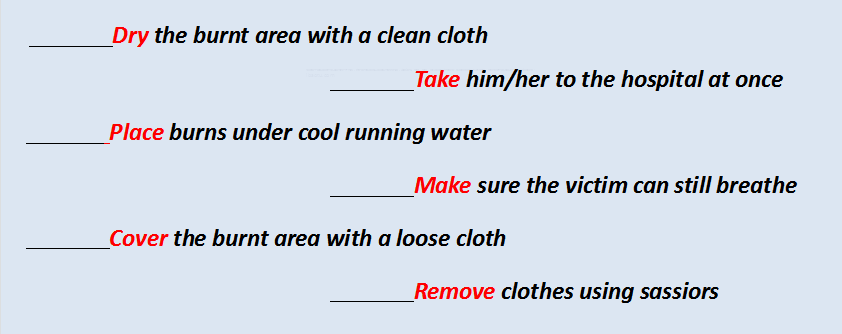 _______Dry the burnt area with a clean cloth
_______Take him/her to the hospital at once
_______Place burns under cool running water
_______Make sure the victim can still breathe
_______Cover the burnt area with a loose cloth
_______Remove clothes using sassiors